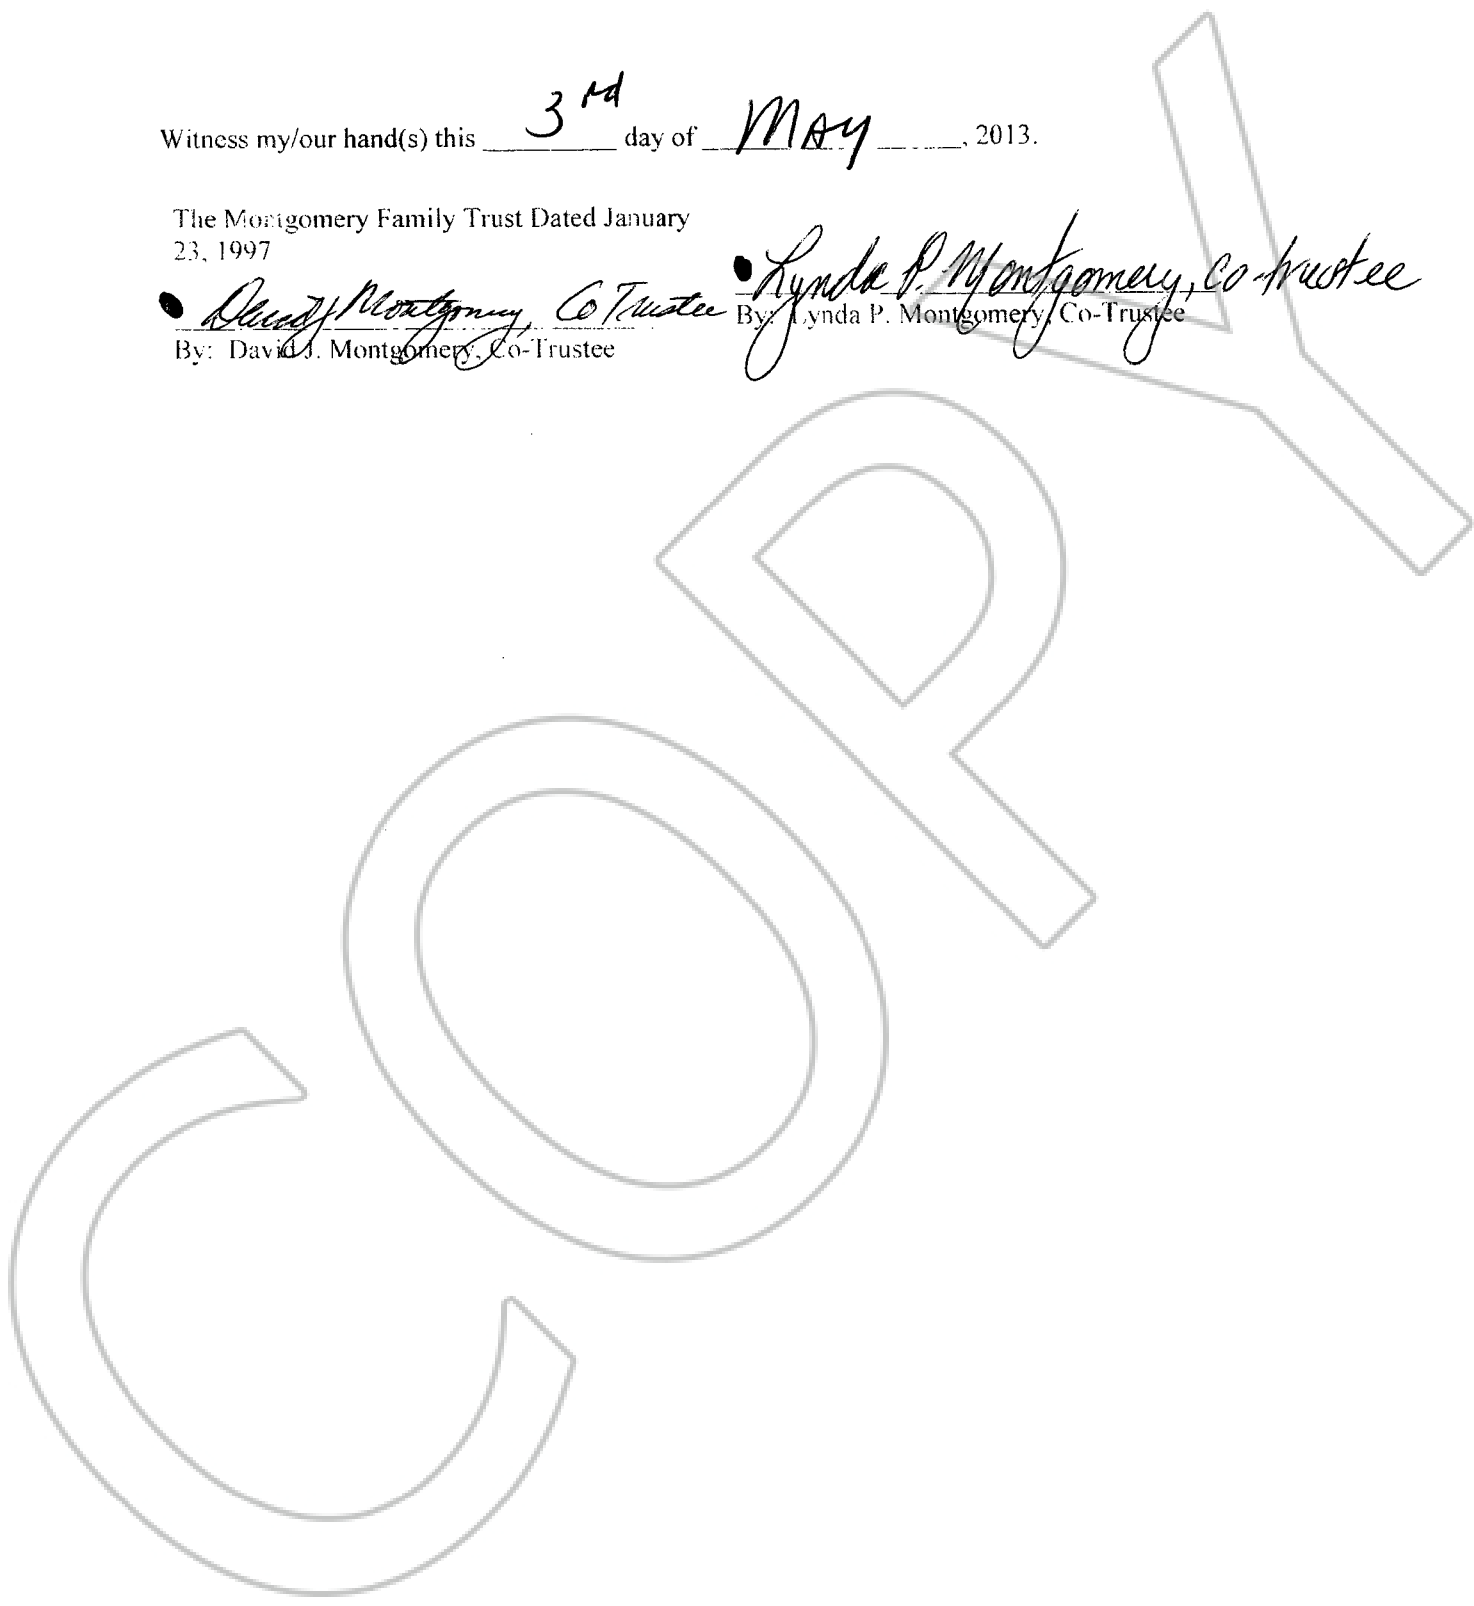 Witness my/our hand(s) this 3rd day of MAY, 2013.
The Montgomery Family Trust Dated January
23, 1997
David J Montgomery, Co Trustee
By: David J. Montgomery, Co-Trustee
Lynda P. Montgomery, co-trustee
By: Lynda P. Montgomery, Co-Trustee
COPY